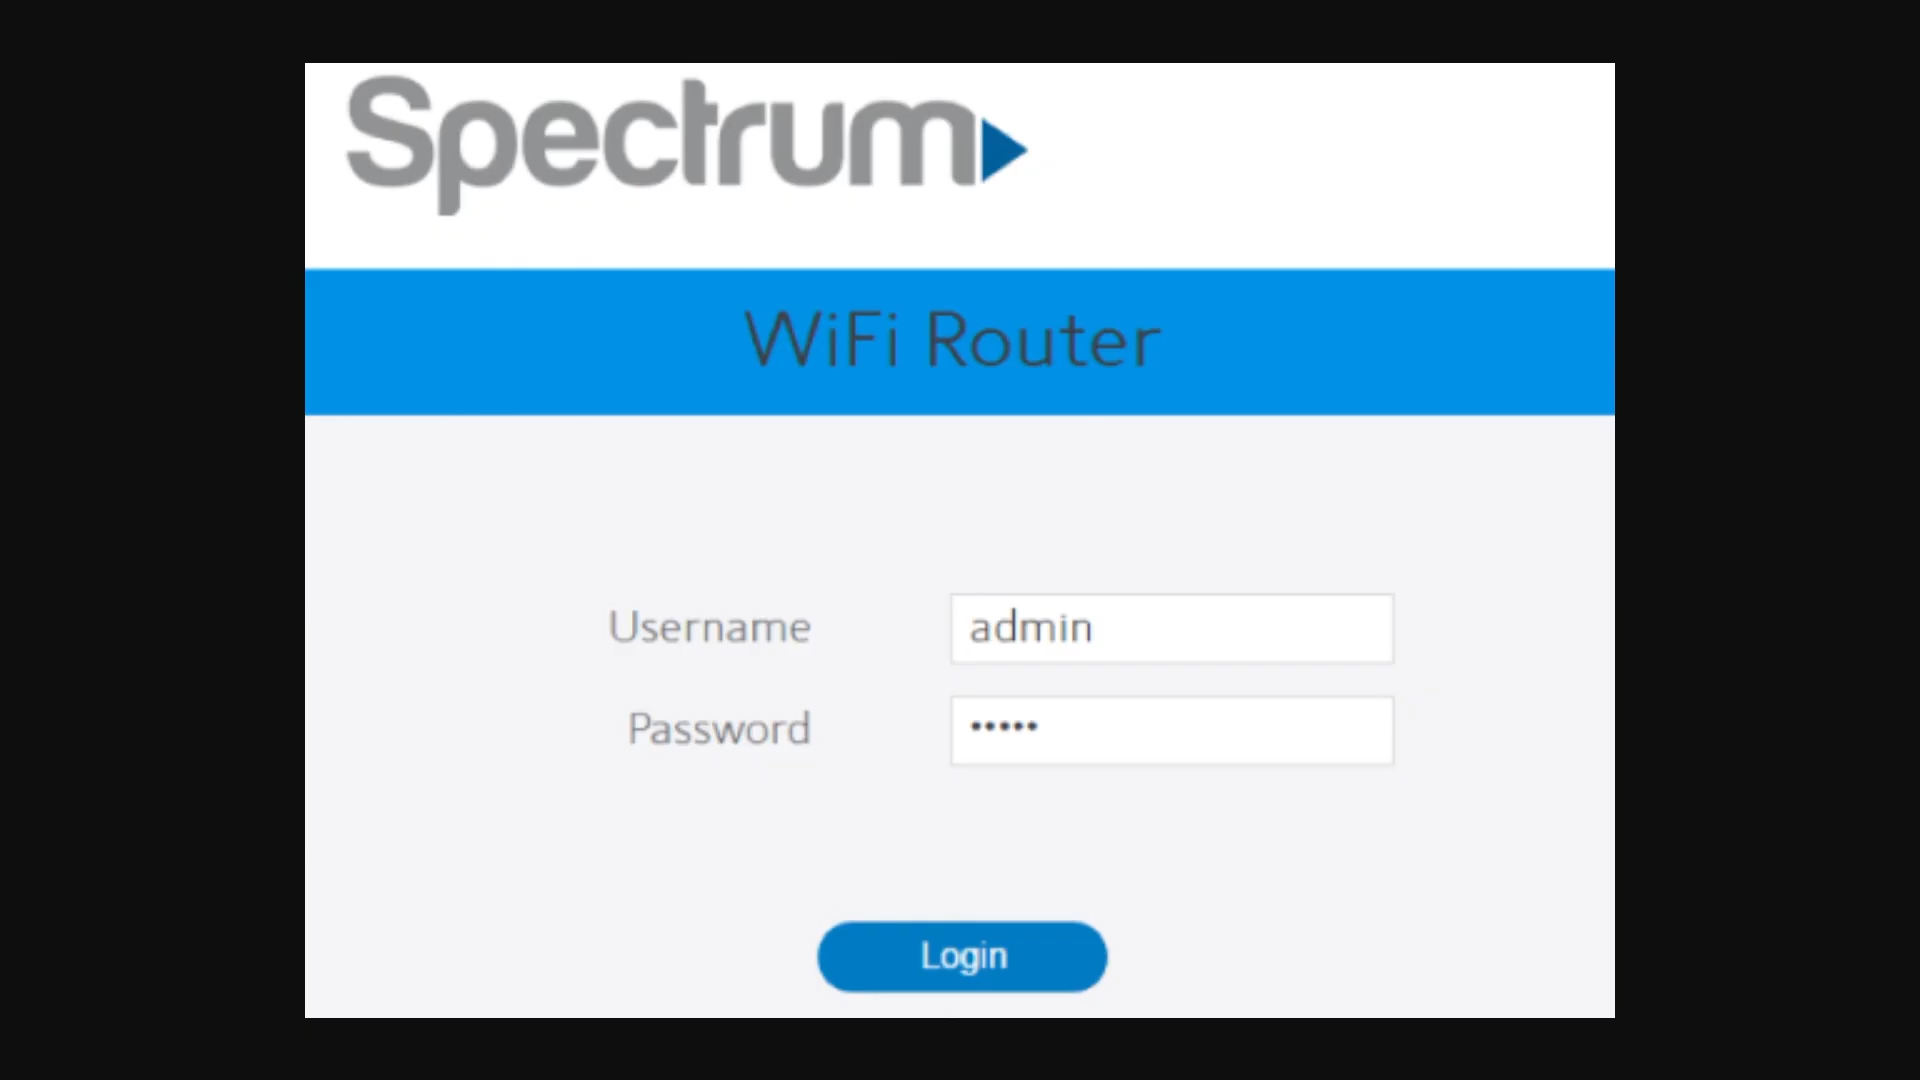 Spectrum
WiFi Router
Username admin
Password •••••
Login